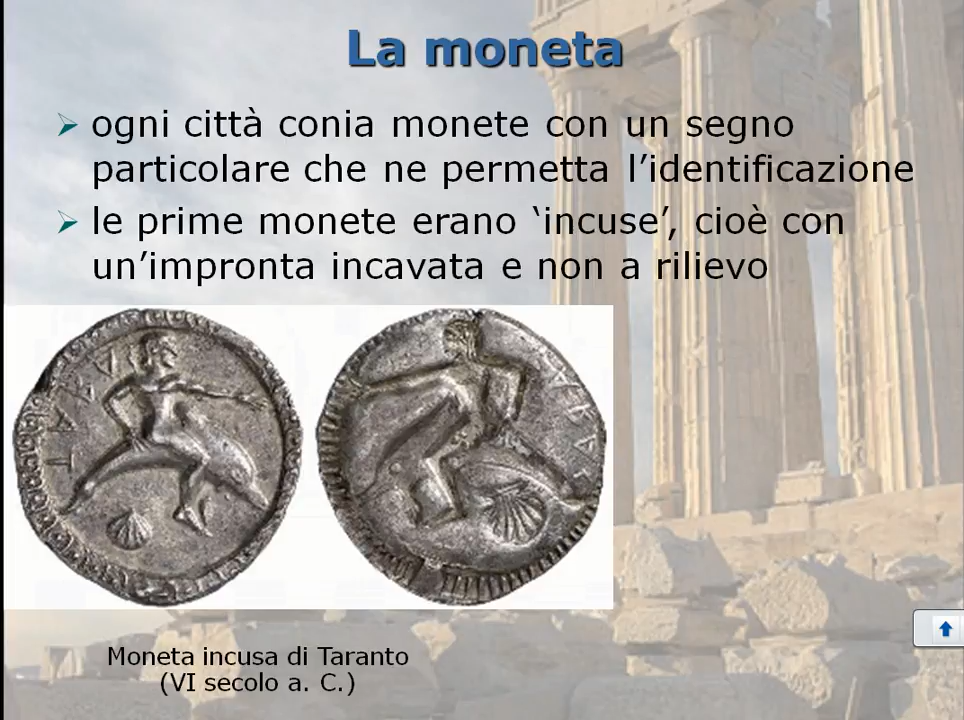 La moneta
ogni città conia monete con un segno
particolare che ne permetta l’identificazione
le prime monete erano ‘incuse’, cioè con
un’impronta incavata e non a rilievo
Moneta incusa di Taranto
(VI secolo a. C.)